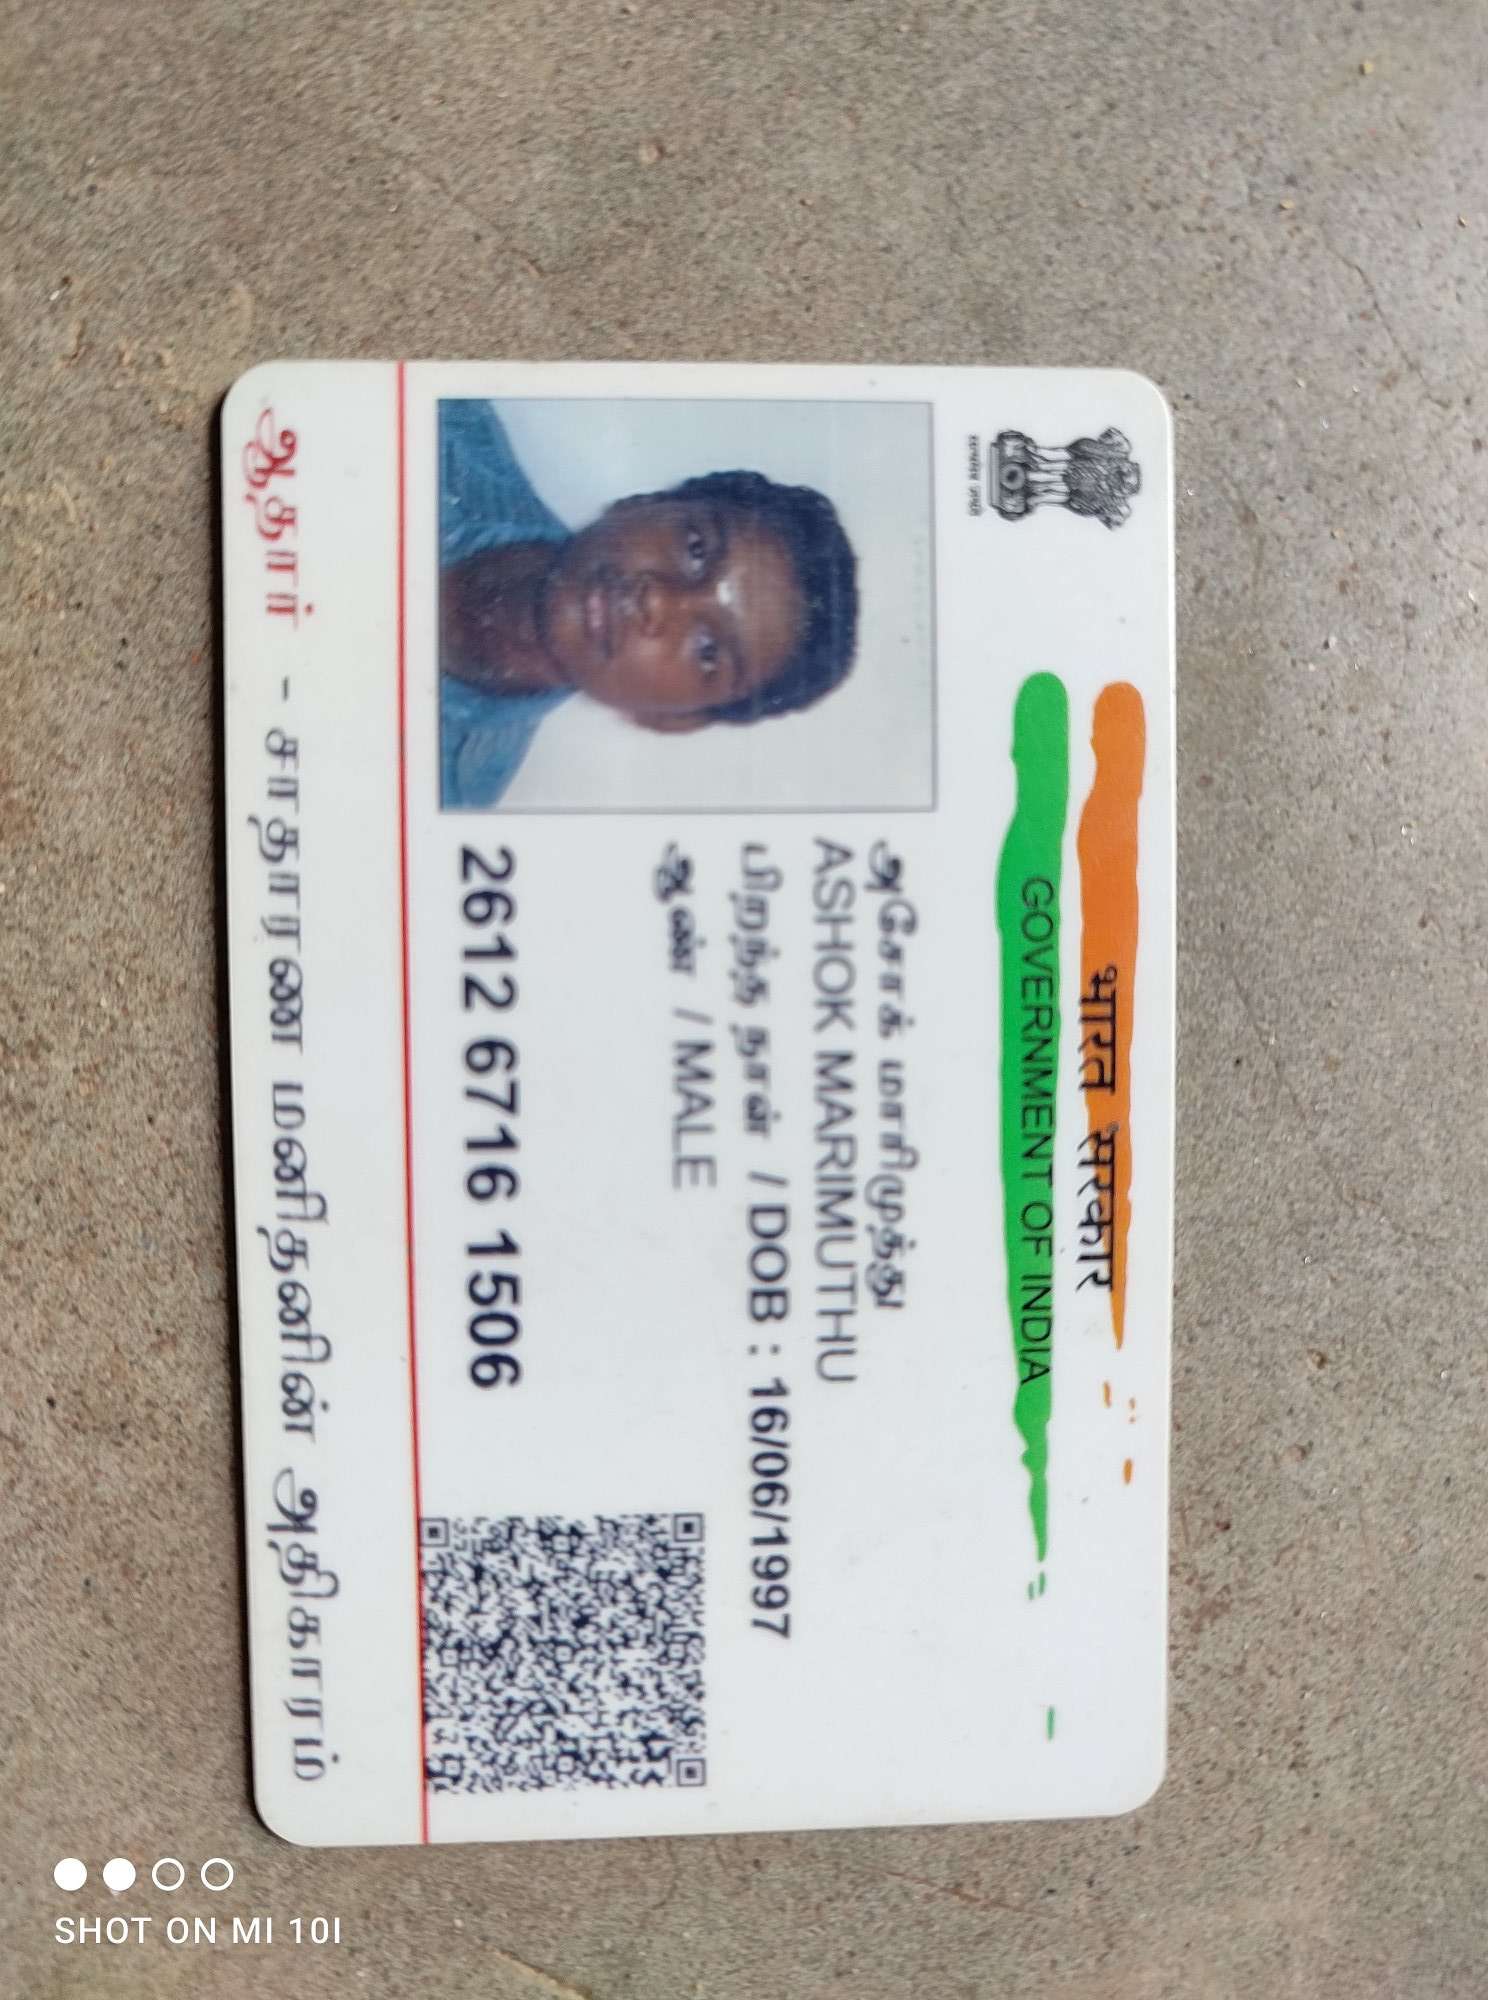 भारत सरकार
GOVERNMENT OF INDIA
सत्यमेव जयते
அசோக் மாரிமுத்து
ASHOK MARIMUTHU
பிறந்த நாள் / DOB : 16/06/1997
ஆண் / MALE
2612 6716 1506
ஆதார் - சாதாரண மனிதனின் அதிகாரம்
SHOT ON MI 10I